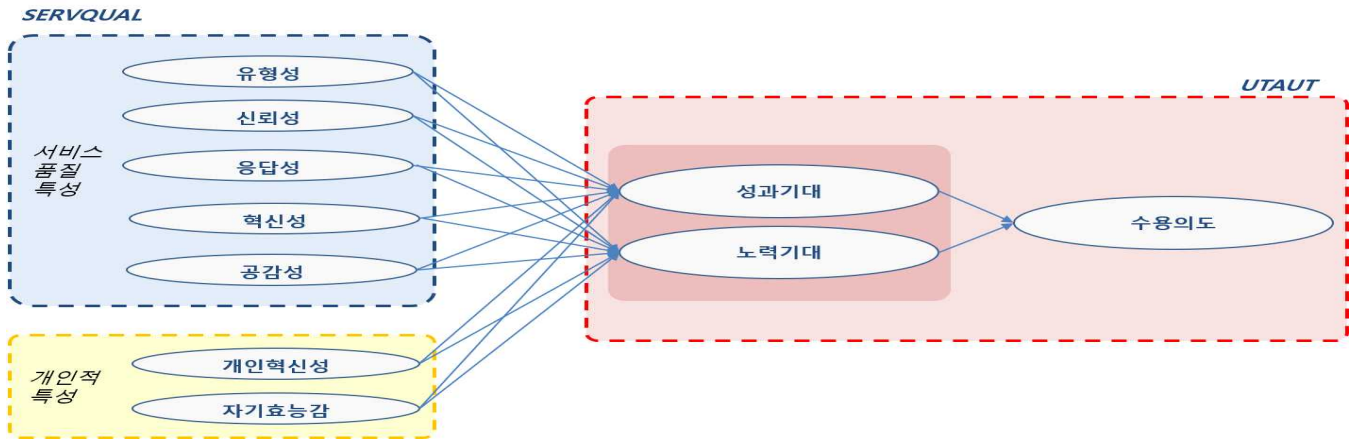 SERVQUAL
유형성
신뢰성
응답성
혁신성
공감성
서비스
품질
특성
개인혁신성
자기효능감
개인적
특성
UTAUT
성과기대
노력기대
수용의도